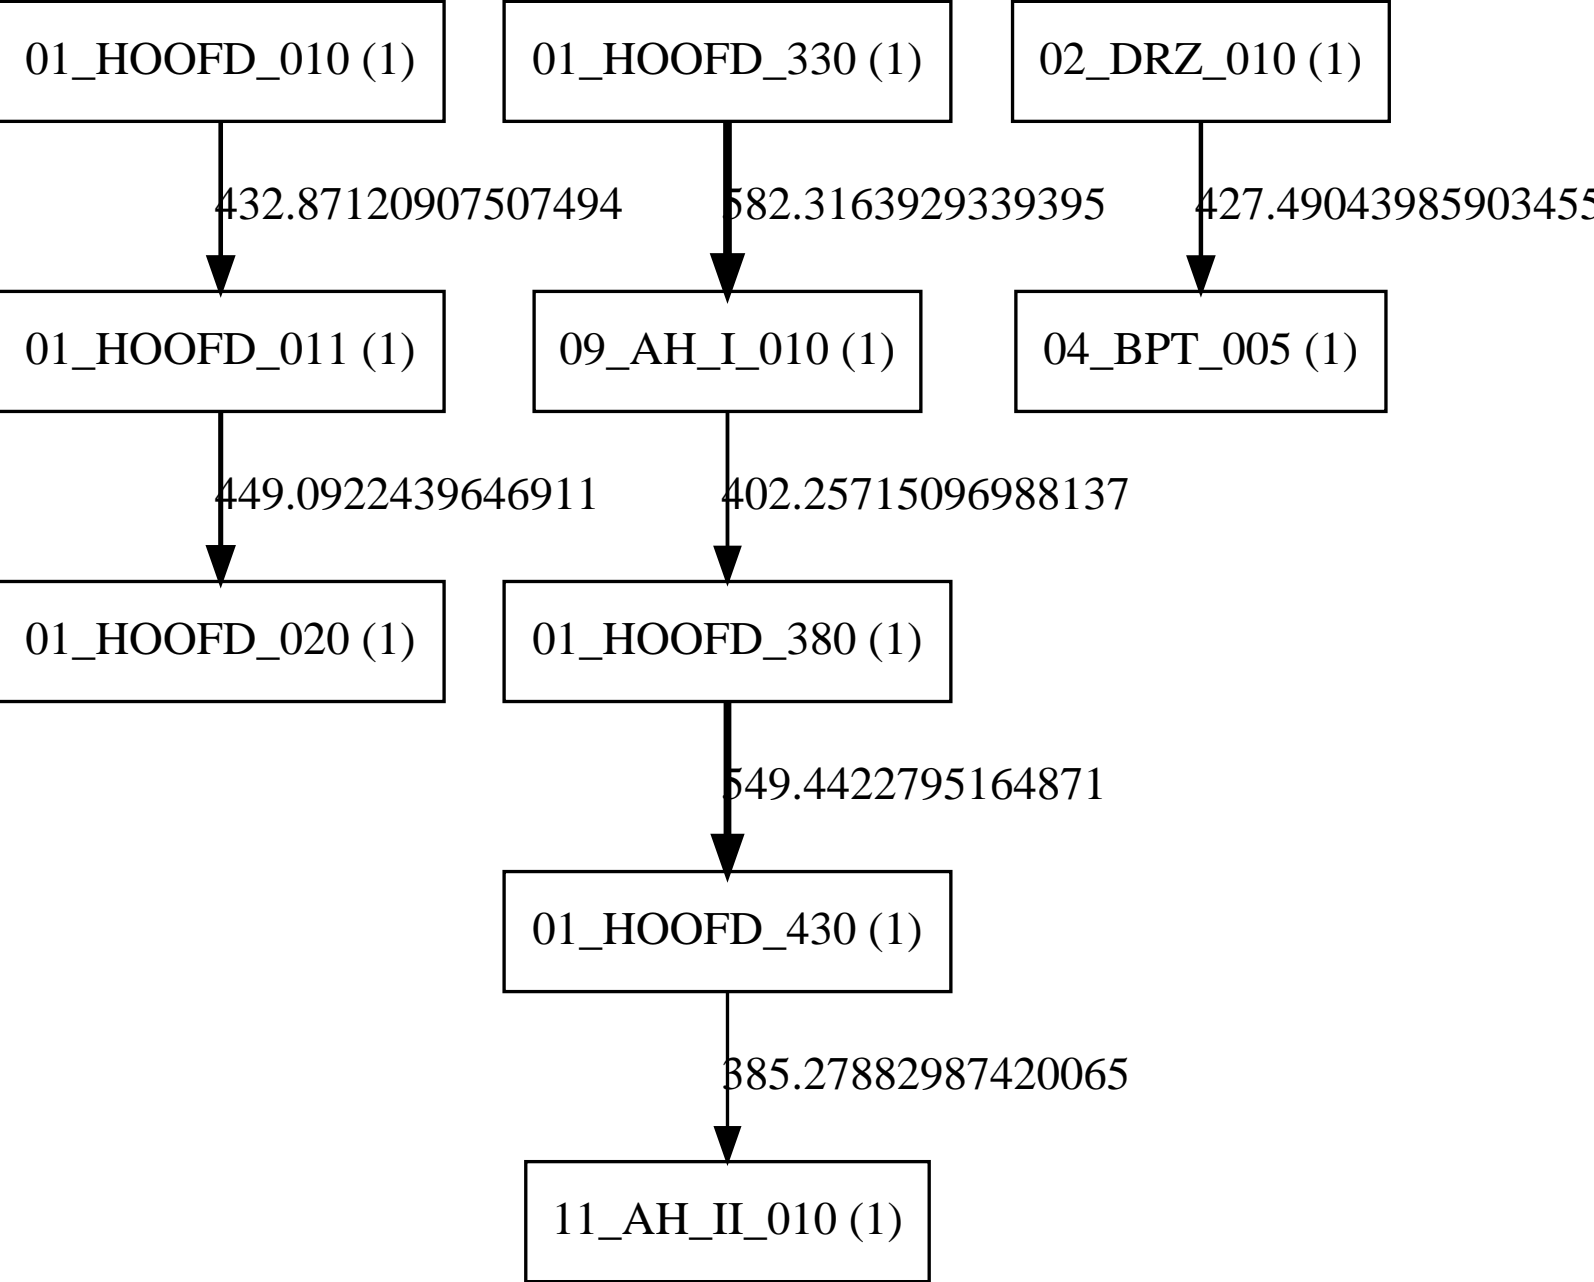 01_HOOFD_010 (1)
01_HOOFD_330 (1)
02_DRZ_010 (1)
432.87120907507494
582.3163929339395
427.49043985903455
01_HOOFD_011 (1)
09_AH_I_010 (1)
04_BPT_005 (1)
449.0922439646911
402.25715096988137
01_HOOFD_020 (1)
01_HOOFD_380 (1)
549.4422795164871
01_HOOFD_430 (1)
385.27882987420065
11_AH_II_010 (1)